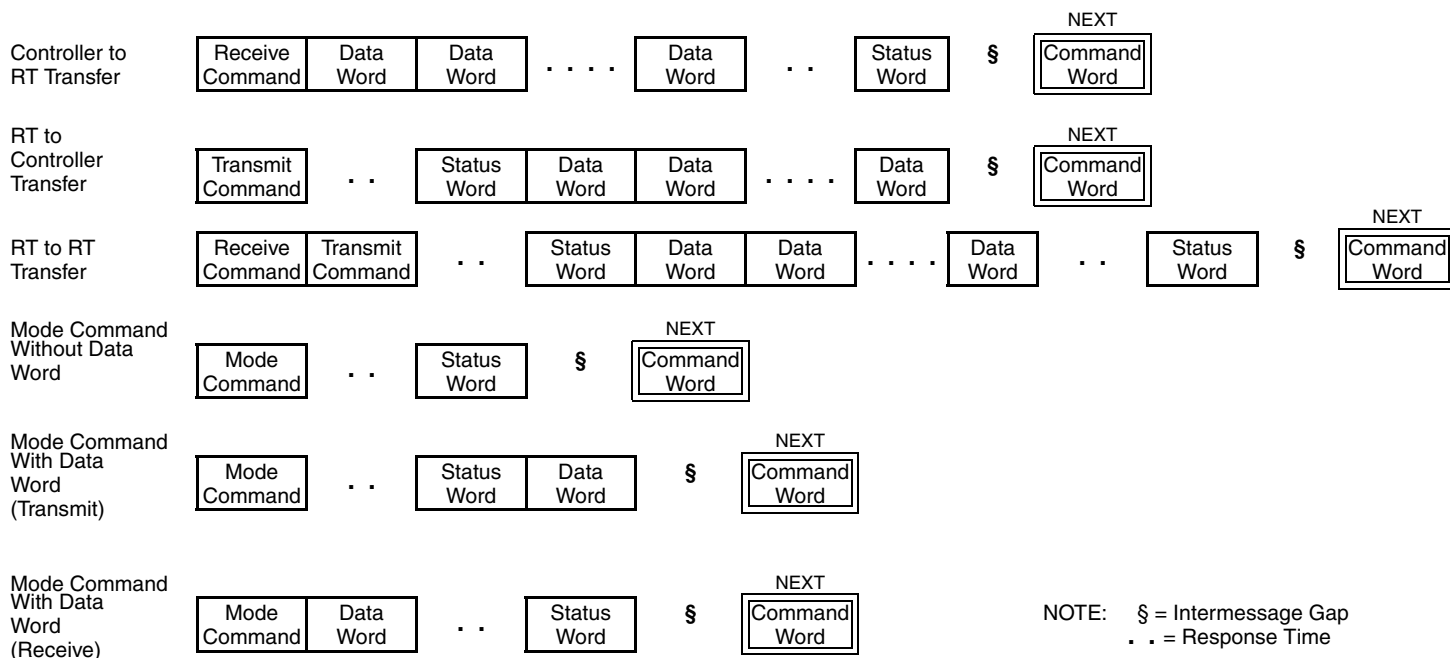 NEXT
Controller to
RT Transfer
Receive Command
Data Word
Data Word
. . . .
Data Word
. .
Status Word
§
Command Word
RT to
Controller
Transfer
NEXT
Transmit Command
. .
Status Word
Data Word
Data Word
. . . .
Data Word
§
Command Word
RT to RT
Transfer
NEXT
Receive Command
Transmit Command
. .
Status Word
Data Word
Data Word
. . . .
Data Word
. .
Status Word
§
Command Word
Mode Command
Without Data
Word
NEXT
Mode Command
. .
Status Word
§
Command Word
Mode Command
With Data
Word
(Transmit)
NEXT
Mode Command
. .
Status Word
Data Word
§
Command Word
Mode Command
With Data
Word
(Receive)
NEXT
Mode Command
Data Word
. .
Status Word
§
Command Word
NOTE: § = Intermessage Gap
. . = Response Time